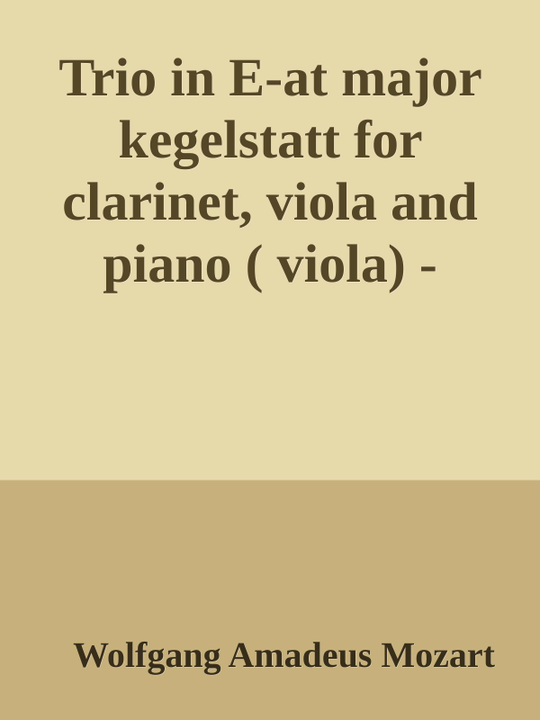 Trio in E-at major
kegelstatt for
clarinet, viola and
piano ( viola) -
Wolfgang Amadeus Mozart